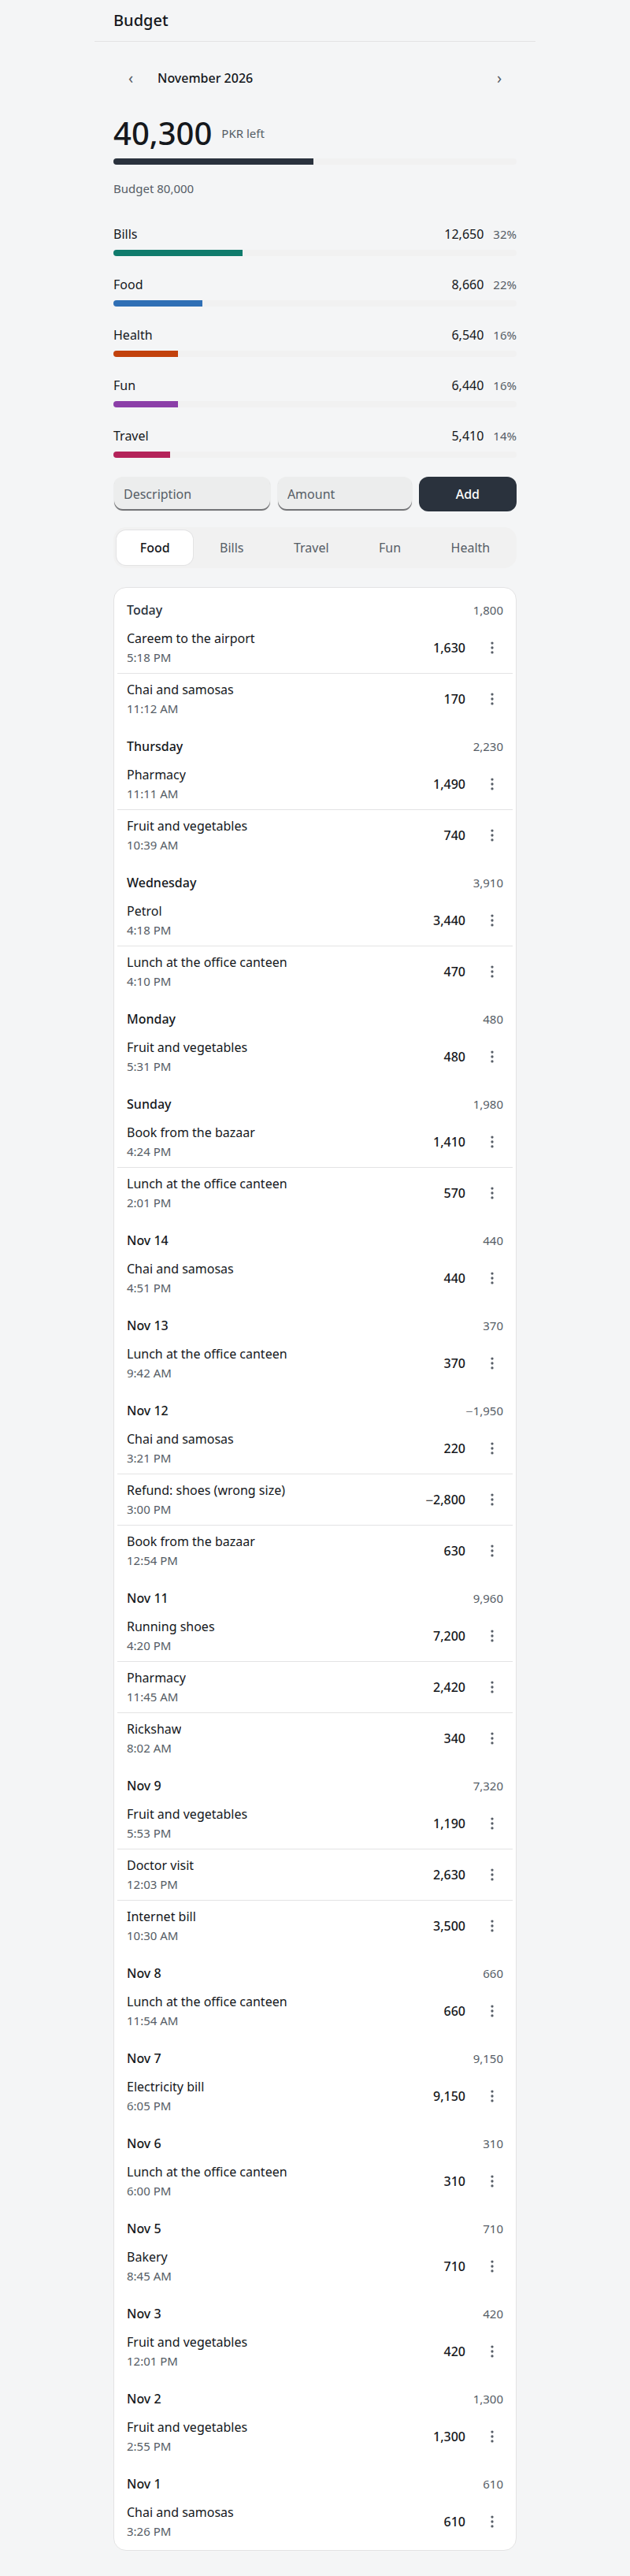 Budget
‹ November 2026 ›
40,300 PKR left
Budget 80,000
Bills 12,650 32%
Food 8,660 22%
Health 6,540 16%
Fun 6,440 16%
Travel 5,410 14%
Description Amount Add
Food Bills Travel Fun Health
Today 1,800
Careem to the airport 1,630
5:18 PM
Chai and samosas 170
11:12 AM
Thursday 2,230
Pharmacy 1,490
11:11 AM
Fruit and vegetables 740
10:39 AM
Wednesday 3,910
Petrol 3,440
4:18 PM
Lunch at the office canteen 470
4:10 PM
Monday 480
Fruit and vegetables 480
5:31 PM
Sunday 1,980
Book from the bazaar 1,410
4:24 PM
Lunch at the office canteen 570
2:01 PM
Nov 14 440
Chai and samosas 440
4:51 PM
Nov 13 370
Lunch at the office canteen 370
9:42 AM
Nov 12 −1,950
Chai and samosas 220
3:21 PM
Refund: shoes (wrong size) −2,800
3:00 PM
Book from the bazaar 630
12:54 PM
Nov 11 9,960
Running shoes 7,200
4:20 PM
Pharmacy 2,420
11:45 AM
Rickshaw 340
8:02 AM
Nov 9 7,320
Fruit and vegetables 1,190
5:53 PM
Doctor visit 2,630
12:03 PM
Internet bill 3,500
10:30 AM
Nov 8 660
Lunch at the office canteen 660
11:54 AM
Nov 7 9,150
Electricity bill 9,150
6:05 PM
Nov 6 310
Lunch at the office canteen 310
6:00 PM
Nov 5 710
Bakery 710
8:45 AM
Nov 3 420
Fruit and vegetables 420
12:01 PM
Nov 2 1,300
Fruit and vegetables 1,300
2:55 PM
Nov 1 610
Chai and samosas 610
3:26 PM